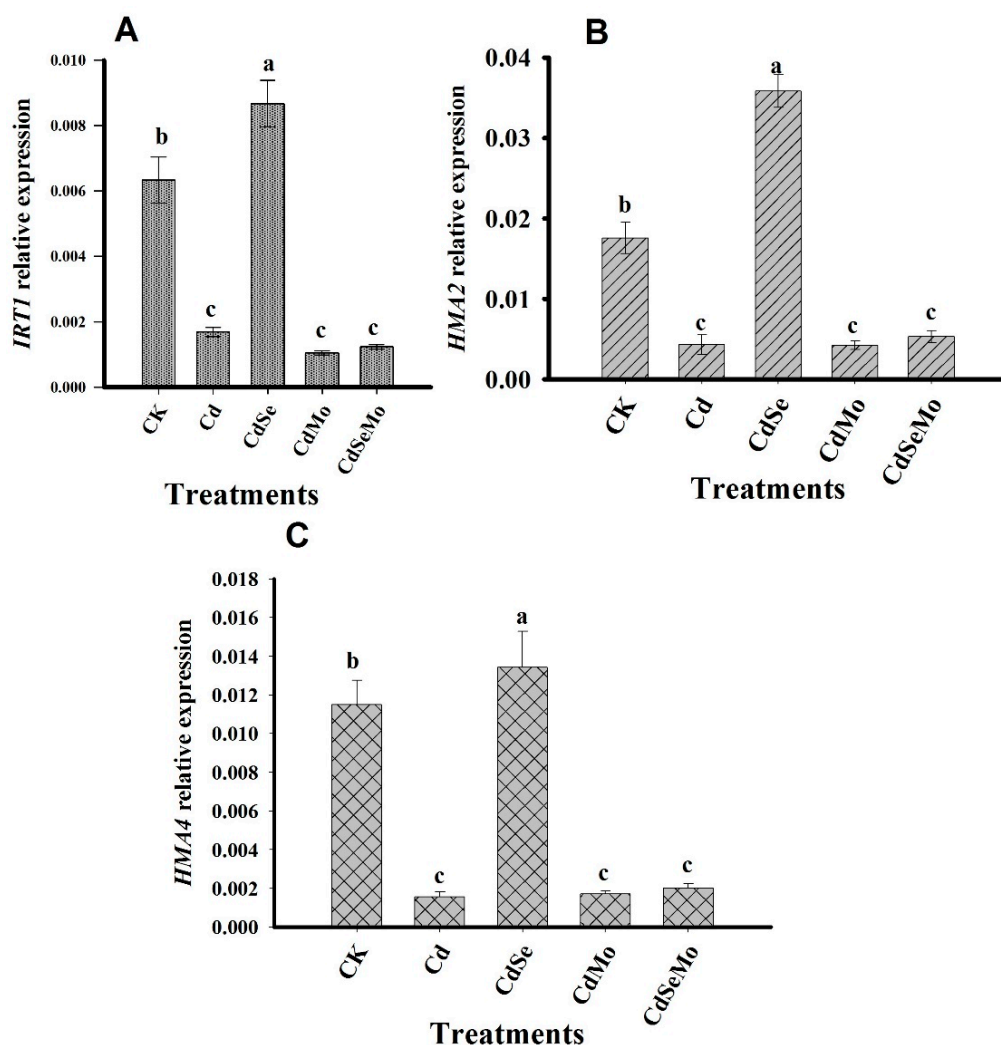 A
IRT1 relative expression
0.010
0.008
0.006
0.004
0.002
0.000
b
c
a
c
c
CK
Cd
CdSe
CdMo
CdSeMo
Treatments
B
HMA2 relative expression
0.04
0.03
0.02
0.01
0.00
b
c
a
c
c
CK
Cd
CdSe
CdMo
CdSeMo
Treatments
C
HMA4 relative expression
0.018
0.016
0.014
0.012
0.010
0.008
0.006
0.004
0.002
0.000
b
c
a
c
c
CK
Cd
CdSe
CdMo
CdSeMo
Treatments